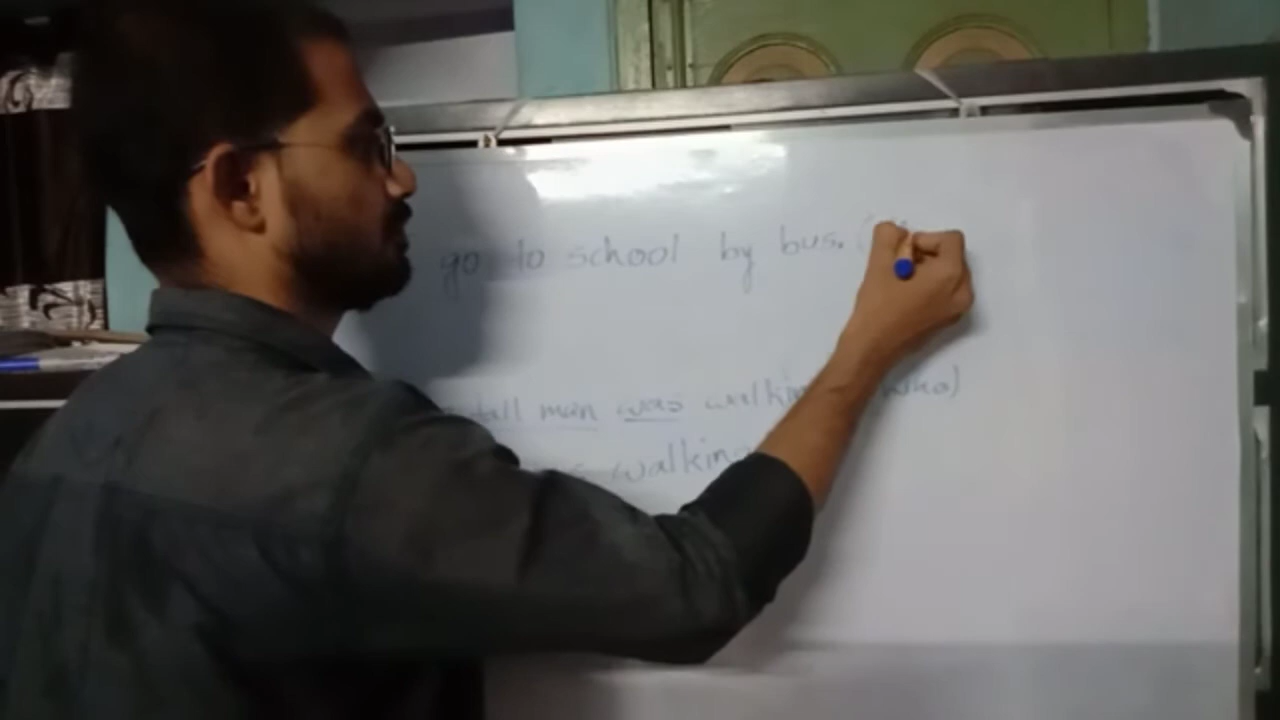 go to school by bus. (
tall man was walking who)
walking